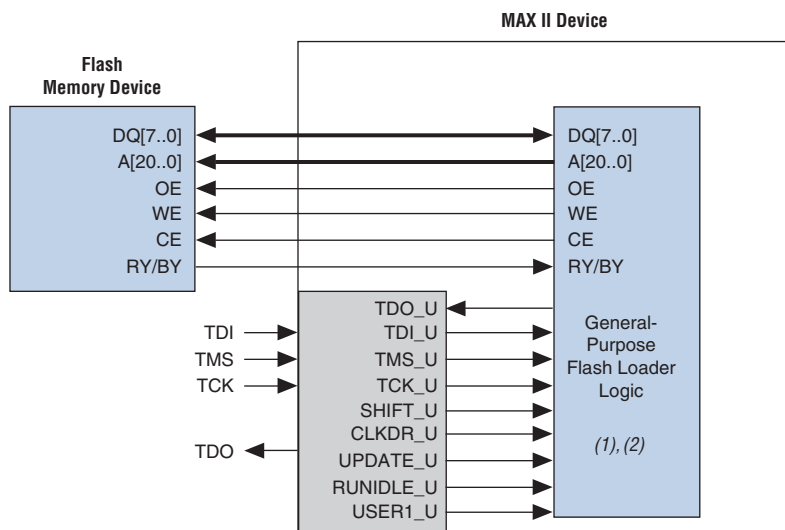 MAX II Device
Flash
Memory Device
DQ[7..0]
A[20..0]
OE
WE
CE
RY/BY
DQ[7..0]
A[20..0]
OE
WE
CE
RY/BY
General-
Purpose
Flash Loader
Logic
(1), (2)
TDI
TMS
TCK
TDO
TDO_U
TDI_U
TMS_U
TCK_U
SHIFT_U
CLKDR_U
UPDATE_U
RUNIDLE_U
USER1_U